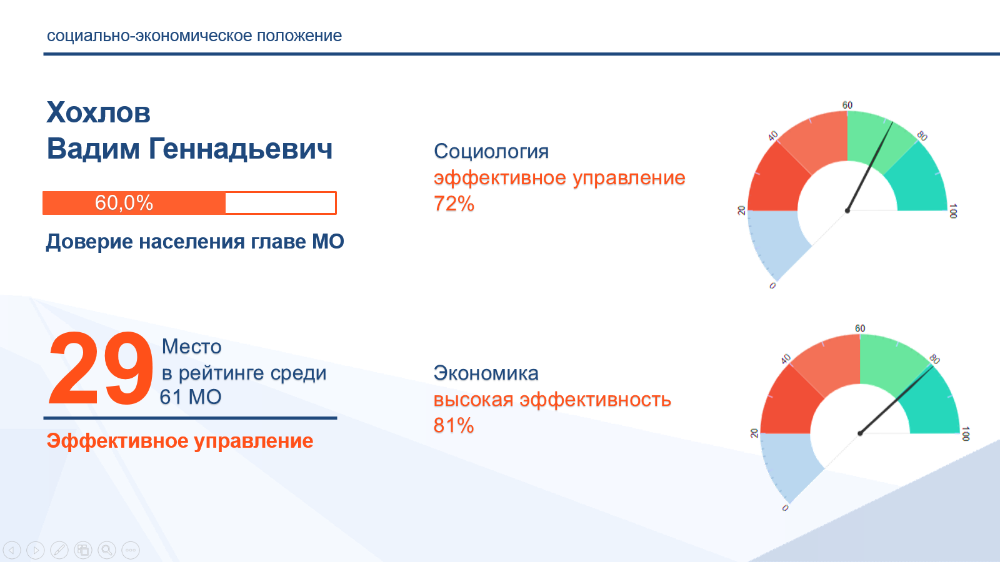 социально-экономическое положение
Хохлов
Вадим Геннадьевич
60,0%
Доверие населения главе МО
Социология
эффективное управление
72%
0
20
40
60
80
100
29
Место
в рейтинге среди
61 МО
Эффективное управление
Экономика
высокая эффективность
81%
0
20
40
60
80
100